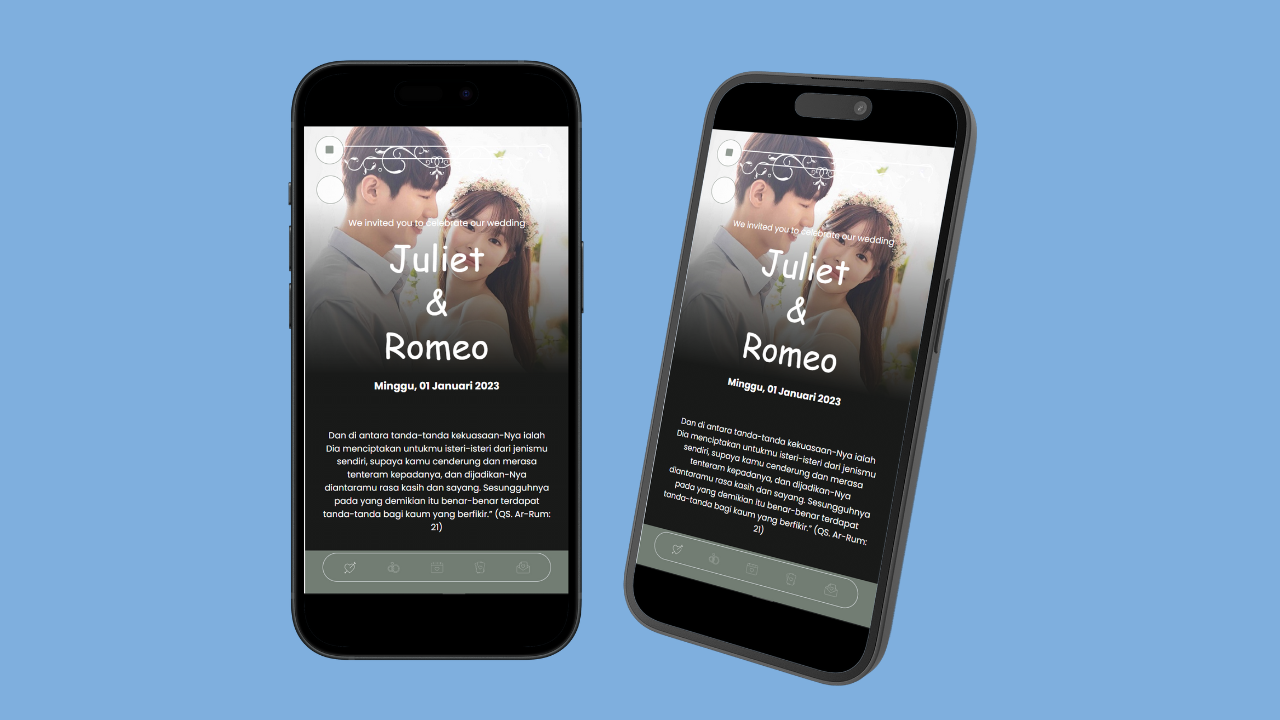 We invited you to celebrate our wedding
Juliet
&
Romeo
Minggu, 01 Januari 2023
Dan di antara tanda-tanda kekuasaan-Nya ialah
Dia menciptakan untukmu isteri-isteri dari jenismu
sendiri, supaya kamu cenderung dan merasa
tenteram kepadanya, dan dijadikan-Nya
diantaramu rasa kasih dan sayang. Sesungguhnya
pada yang demikian itu benar-benar terdapat
tanda-tanda bagi kaum yang berfikir.” (QS. Ar-Rum:
21)
We invited you to celebrate our wedding
Juliet
&
Romeo
Minggu, 01 Januari 2023
Dan di antara tanda-tanda kekuasaan-Nya ialah
Dia menciptakan untukmu isteri-isteri dari jenismu
sendiri, supaya kamu cenderung dan merasa
tenteram kepadanya, dan dijadikan-Nya
diantaramu rasa kasih dan sayang. Sesungguhnya
pada yang demikian itu benar-benar terdapat
tanda-tanda bagi kaum yang berfikir.” (QS. Ar-Rum:
21)